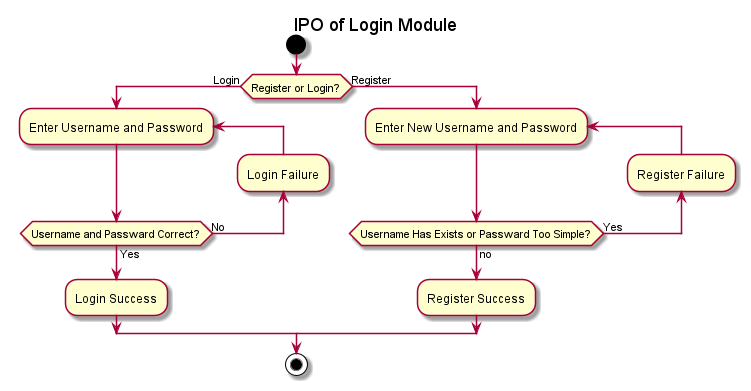 IPO of Login Module
Login
Register or Login?
Register
Enter Username and Password
Enter New Username and Password
Login Failure
Register Failure
Username and Passward Correct?
No
Username Has Exists or Passward Too Simple?
Yes
Yes
no
Login Success
Register Success